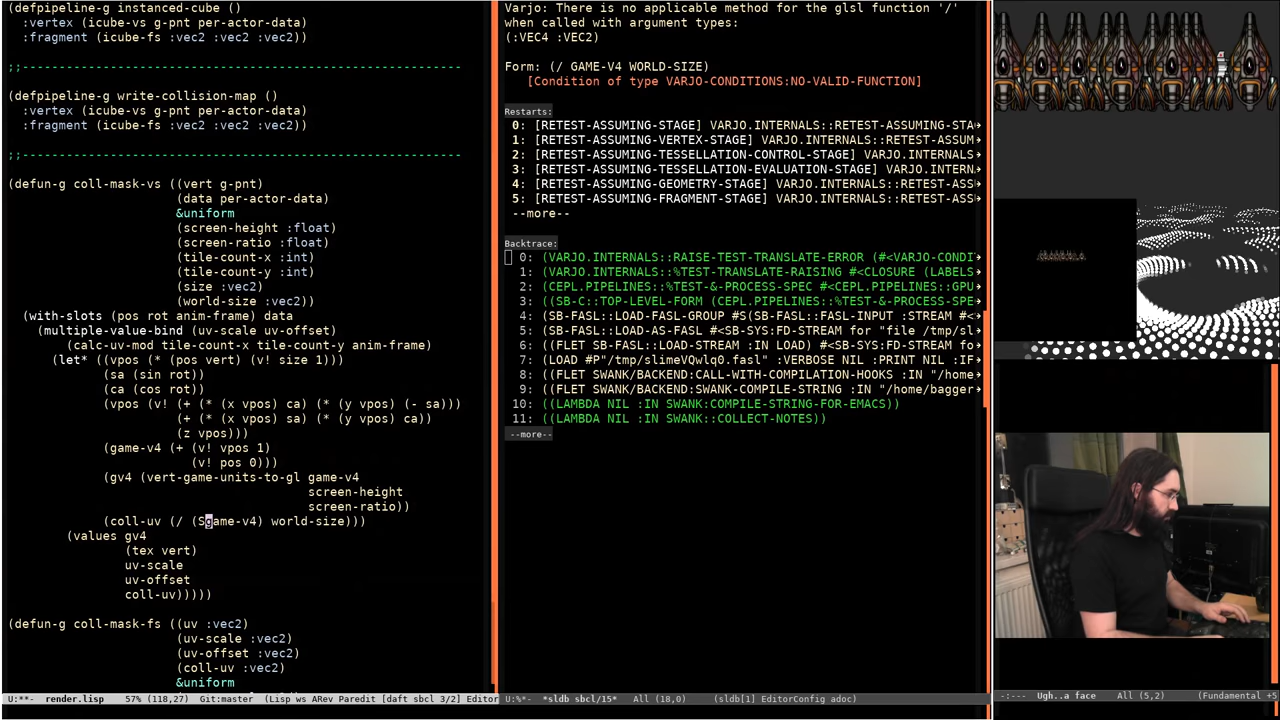 (defpipeline-g instanced-cube ()
  :vertex (icube-vs g-pnt per-actor-data)
  :fragment (icube-fs :vec2 :vec2 :vec2))
;;----------------------------------------------------------
(defpipeline-g write-collision-map ()
  :vertex (icube-vs g-pnt per-actor-data)
  :fragment (icube-fs :vec2 :vec2 :vec2))
;;----------------------------------------------------------
(defun-g coll-mask-vs ((vert g-pnt)
                       (data per-actor-data)
                       &uniform
                       (screen-height :float)
                       (screen-ratio :float)
                       (tile-count-x :int)
                       (tile-count-y :int)
                       (size :vec2)
                       (world-size :vec2))
  (with-slots (pos rot anim-frame) data
    (multiple-value-bind (uv-scale uv-offset)
        (calc-uv-mod tile-count-x tile-count-y anim-frame)
      (let* ((vpos (* (pos vert) (v! size 1)))
             (sa (sin rot))
             (ca (cos rot))
             (vpos (v! (+ (* (x vpos) ca) (* (y vpos) (- sa)))
                       (+ (* (x vpos) sa) (* (y vpos) ca))
                       (z vpos)))
             (game-v4 (+ (v! vpos 1)
                         (v! pos 0)))
             (gv4 (vert-game-units-to-gl game-v4
                                         screen-height
                                         screen-ratio))
             (coll-uv (/ (Sgame-v4) world-size)))
        (values gv4
                (tex vert)
                uv-scale
                uv-offset
                coll-uv)))))
(defun-g coll-mask-fs ((uv :vec2)
                       (uv-scale :vec2)
                       (uv-offset :vec2)
                       (coll-uv :vec2)
                       &uniform
U:**-  render.lisp    57% (118,27)  Git:master  (Lisp ws ARev Paredit [daft sbcl 3/2] Editor
Varjo: There is no applicable method for the glsl function '/'
when called with argument types:
(:VEC4 :VEC2)
Form: (/ GAME-V4 WORLD-SIZE)
   [Condition of type VARJO-CONDITIONS:NO-VALID-FUNCTION]
Restarts:
 0: [RETEST-ASSUMING-STAGE] VARJO.INTERNALS::RETEST-ASSUMING-STA
 1: [RETEST-ASSUMING-VERTEX-STAGE] VARJO.INTERNALS::RETEST-ASSUM
 2: [RETEST-ASSUMING-TESSELLATION-CONTROL-STAGE] VARJO.INTERNALS
 3: [RETEST-ASSUMING-TESSELLATION-EVALUATION-STAGE] VARJO.INTERN
 4: [RETEST-ASSUMING-GEOMETRY-STAGE] VARJO.INTERNALS::RETEST-ASS
 5: [RETEST-ASSUMING-FRAGMENT-STAGE] VARJO.INTERNALS::RETEST-ASS
 --more--
Backtrace:
 0: (VARJO.INTERNALS::RAISE-TEST-TRANSLATE-ERROR (#<VARJO-CONDI
 1: (VARJO.INTERNALS::%TEST-TRANSLATE-RAISING #<CLOSURE (LABELS
 2: (CEPL.PIPELINES::%TEST-&-PROCESS-SPEC #<CEPL.PIPELINES::GPU
 3: ((SB-C::TOP-LEVEL-FORM (CEPL.PIPELINES::%TEST-&-PROCESS-SPE
 4: (SB-FASL::LOAD-FASL-GROUP #S(SB-FASL::FASL-INPUT :STREAM #<
 5: (SB-FASL::LOAD-AS-FASL #<SB-SYS:FD-STREAM for "file /tmp/sl
 6: ((FLET SB-FASL::LOAD-STREAM :IN LOAD) #<SB-SYS:FD-STREAM fo
 7: (LOAD #P"/tmp/slimeVQwlq0.fasl" :VERBOSE NIL :PRINT NIL :IF
 8: ((FLET SWANK/BACKEND:CALL-WITH-COMPILATION-HOOKS :IN "/home
 9: ((FLET SWANK/BACKEND:SWANK-COMPILE-STRING :IN "/home/bagger
10: ((LAMBDA NIL :IN SWANK:COMPILE-STRING-FOR-EMACS))
11: ((LAMBDA NIL :IN SWANK::COLLECT-NOTES))
 --more--
U:%*-  *sldb sbcl/15*   All (18,0)     (sldb[1] EditorConfig adoc)
-:---  Ugh..a face    All (5,2)      (Fundamental +5